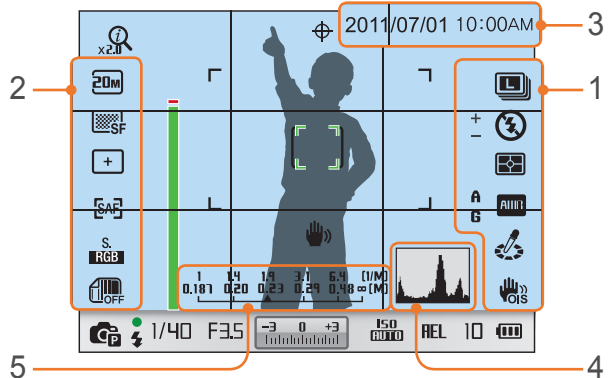 2011/07/01 10:00AM
3
x2.0
i
2
1
20M
L
SF
+
−
SAF
A
G
AWB
S.
RGB
OFF
OIS
1 1.4 1.9 3.1 6.4 (1/M)
0.187 0.20 0.23 0.29 0.48 ∞ (M)
P
1/40 F3.5
−3 0 +3
ISO
AUTO
AEL
10
5
4